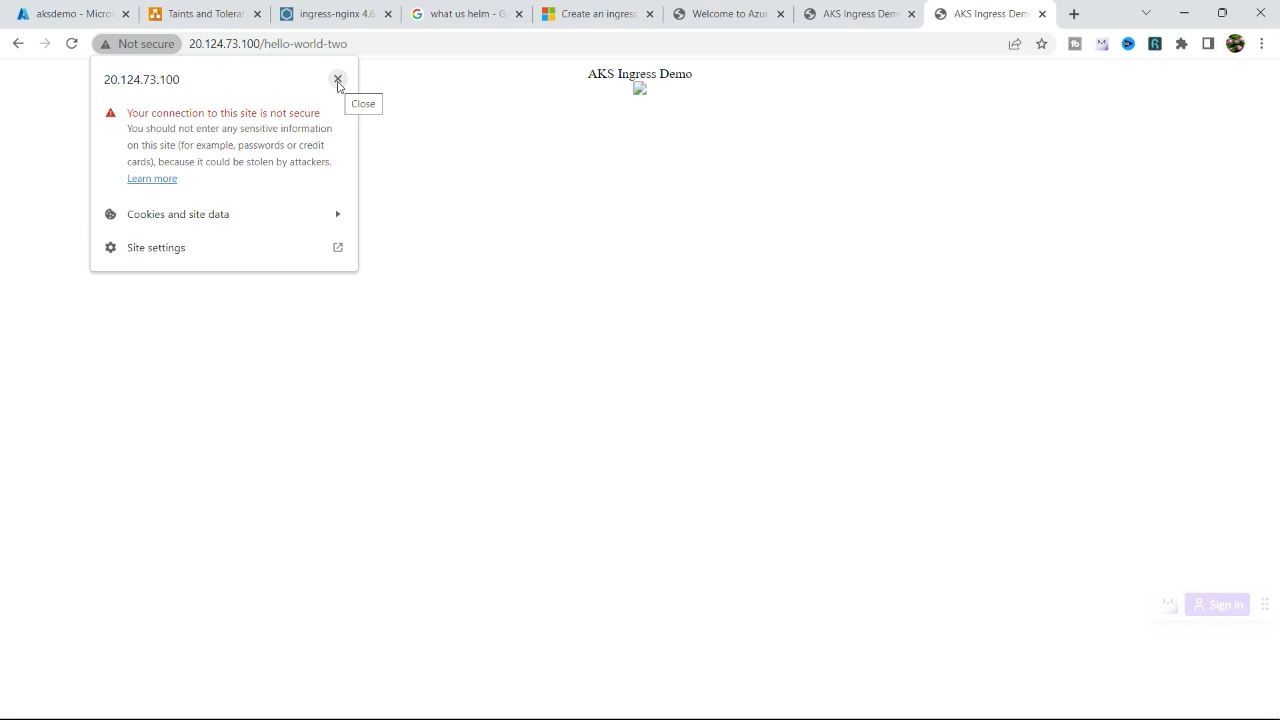 aksdemo - Micros
Taints and Tolerat
ingress-nginx 4.6
what us helm - G
Create an ingress
Welcome to Azur
AKS Ingress Dem
AKS Ingress Dem
Not secure
20.124.73.100/hello-world-two
20.124.73.100
Close
Your connection to this site is not secure
You should not enter any sensitive information
on this site (for example, passwords or credit
cards), because it could be stolen by attackers.
Learn more
Cookies and site data
Site settings
AKS Ingress Demo
Sign in